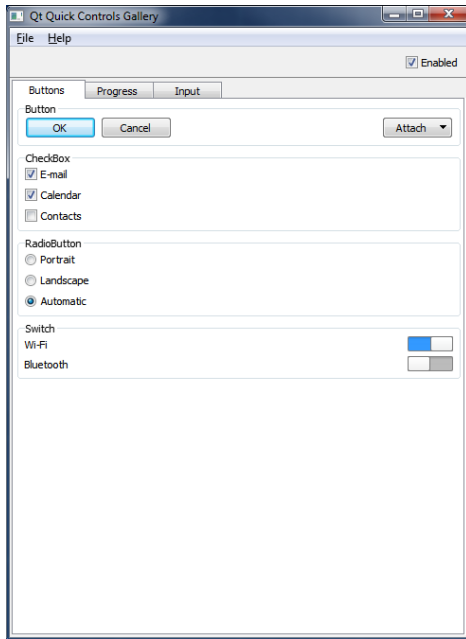 Qt Quick Controls Gallery
File Help
Enabled
Buttons Progress Input
Button
OK Cancel Attach
CheckBox
E-mail
Calendar
Contacts
RadioButton
Portrait
Landscape
Automatic
Switch
Wi-Fi
Bluetooth